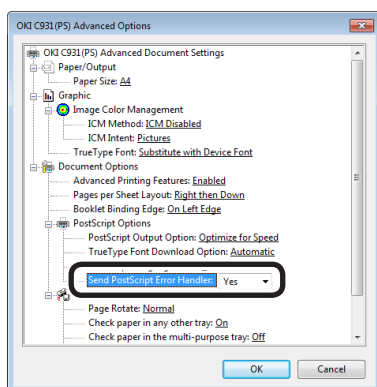 OKI C931(PS) Advanced Options
OKI C931(PS) Advanced Document Settings
Paper/Output
Paper Size: A4
Graphic
Image Color Management
ICM Method: ICM Disabled
ICM Intent: Pictures
TrueType Font: Substitute with Device Font
Document Options
Advanced Printing Features: Enabled
Pages per Sheet Layout: Right then Down
Booklet Binding Edge: On Left Edge
PostScript Options
PostScript Output Option: Optimize for Speed
TrueType Font Download Option: Automatic
Send PostScript Error Handler: Yes
Page Rotate: Normal
Check paper in any other tray: On
Check paper in the multi-purpose tray: Off
OK Cancel